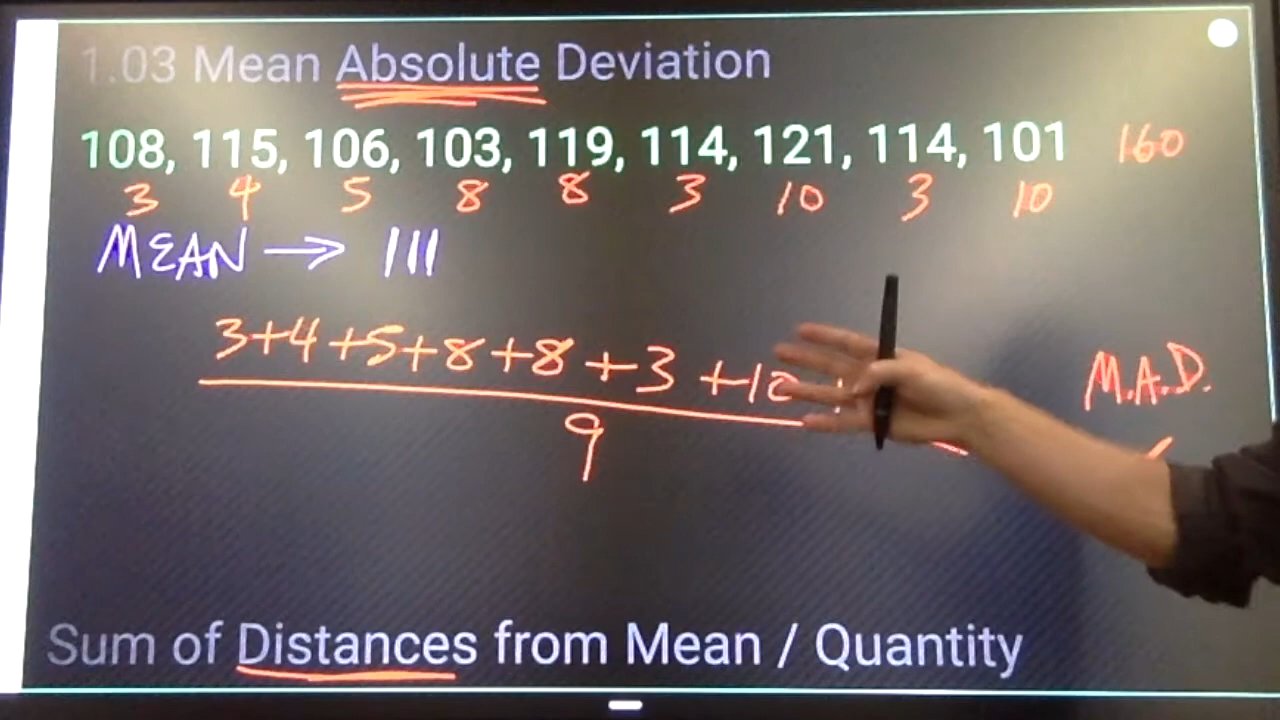 1.03 Mean Absolute Deviation
108, 115, 106, 103, 119, 114, 121, 114, 101 160
3 4 5 8 8 3 10 3 10
MEAN → 111
3+4+5+8+8+3+10
9
M.A.D.
Sum of Distances from Mean / Quantity